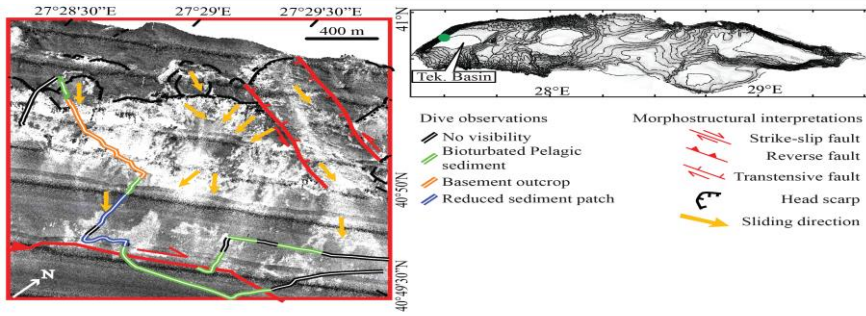 27°28'30"E
27°29'E
27°29'30"E
400 m
N
40°50'N
40°49'30"N
41°N
Tek. Basin
28°E
29°E
Dive observations
No visibility
Bioturbated Pelagic
sediment
Basement outcrop
Reduced sediment patch
Morphostructural interpretations
Strike-slip fault
Reverse fault
Transtensive fault
Head scarp
Sliding direction